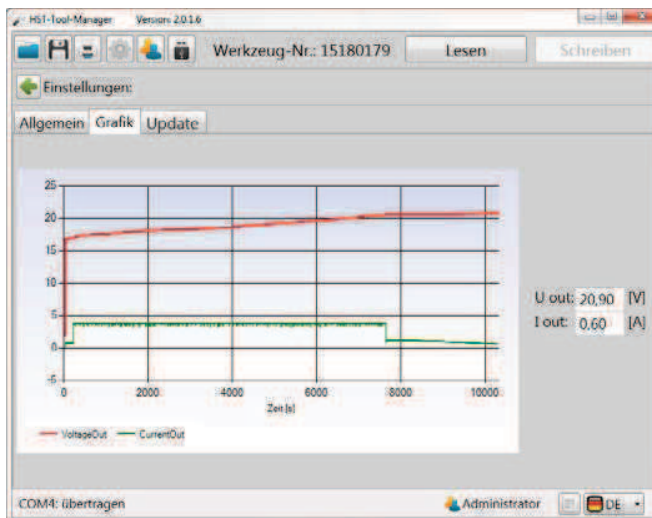 HST-Tool-Manager Version: 2.0.1.6
Werkzeug-Nr.: 15180179 Lesen Schreiben
Einstellungen:
Allgemein Grafik Update
25
20
15
10
5
0
-5
0 2000 4000 6000 8000 10000
Zeit [s]
VoltageOut CurrentOut
U out: 20,90 [V]
I out: 0,60 [A]
COM4: übertragen Administrator DE